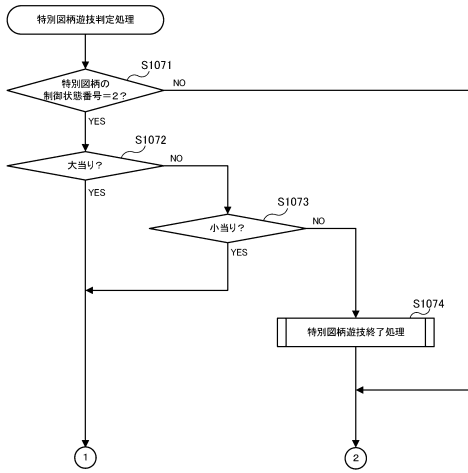 特別図柄遊技判定処理
S1071
特別図柄の
制御状態番号=2?
NO
YES
S1072
大当り?
NO
YES
S1073
小当り?
NO
YES
S1074
特別図柄遊技終了処理
1
2